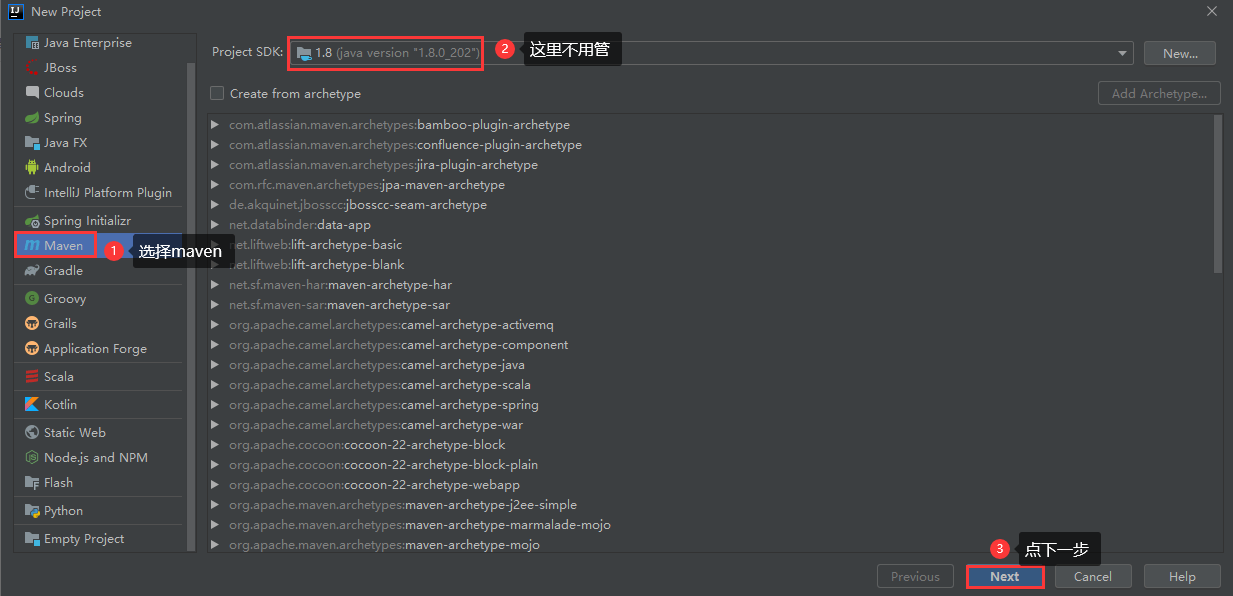 New Project
Java Enterprise
JBoss
Clouds
Spring
Java FX
Android
IntelliJ Platform Plugin
Spring Initializr
Maven
1 选择maven
Gradle
Groovy
Grails
Application Forge
Scala
Kotlin
Static Web
Node.js and NPM
Flash
Python
Empty Project
Project SDK: 1.8 (java version "1.8.0_202") 2 这里不用管 New...
Create from archetype Add Archetype...
com.atlassian.maven.archetypes:bamboo-plugin-archetype
com.atlassian.maven.archetypes:confluence-plugin-archetype
com.atlassian.maven.archetypes:jira-plugin-archetype
com.rfc.maven.archetypes:jpa-maven-archetype
de.akquinet.jbosscc:jbosscc-seam-archetype
net.databinder:data-app
net.liftweb:lift-archetype-basic
net.liftweb:lift-archetype-blank
net.sf.maven-har:maven-archetype-har
net.sf.maven-sar:maven-archetype-sar
org.apache.camel.archetypes:camel-archetype-activemq
org.apache.camel.archetypes:camel-archetype-component
org.apache.camel.archetypes:camel-archetype-java
org.apache.camel.archetypes:camel-archetype-scala
org.apache.camel.archetypes:camel-archetype-spring
org.apache.camel.archetypes:camel-archetype-war
org.apache.cocoon:cocoon-22-archetype-block
org.apache.cocoon:cocoon-22-archetype-block-plain
org.apache.cocoon:cocoon-22-archetype-webapp
org.apache.maven.archetypes:maven-archetype-j2ee-simple
org.apache.maven.archetypes:maven-archetype-marmalade-mojo
org.apache.maven.archetypes:maven-archetype-mojo
3 点下一步
Previous Next Cancel Help